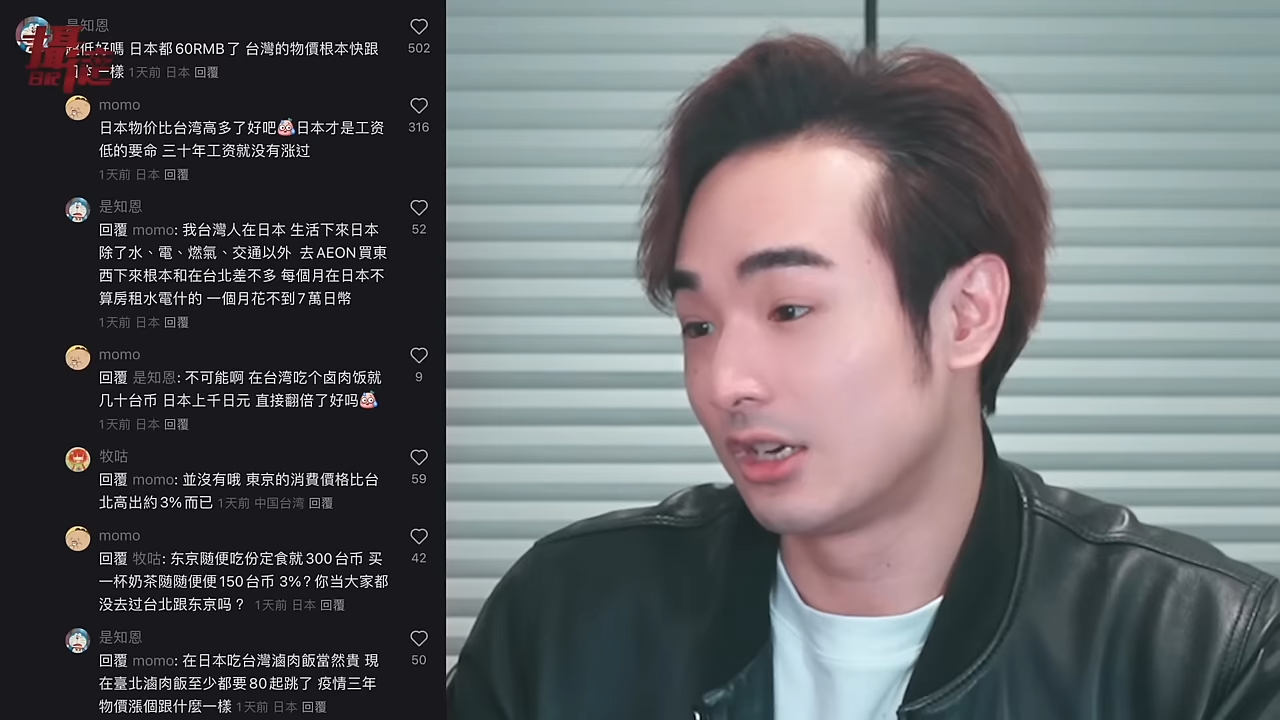 是知恩
低好嗎 日本都60RMB了 台灣的物價根本快跟
一樣 1天前 日本 回覆
502
momo
日本物价比台湾高多了好吧 日本才是工资
低的要命 三十年工资就没有涨过
1天前 日本 回覆
316
是知恩
回覆 momo: 我台灣人在日本 生活下來日本
除了水、電、燃氣、交通以外 去AEON買東
西下來根本和在台北差不多 每個月在日本不
算房租水電什的 一個月花不到7萬日幣
1天前 日本 回覆
52
momo
回覆 是知恩: 不可能啊 在台湾吃个卤肉饭就
几十台币 日本上千日元 直接翻倍了好吗
1天前 日本 回覆
9
牧咕
回覆 momo: 並沒有哦 東京的消費價格比台
北高出約3%而已 1天前 中国台湾 回覆
59
momo
回覆 牧咕: 东京随便吃份定食就300台币 买
一杯奶茶随随便便150台币 3%? 你当大家都
没去过台北跟东京吗? 1天前 日本 回覆
42
是知恩
回覆 momo: 在日本吃台灣滷肉飯當然貴 現
在臺北滷肉飯至少都要80起跳了 疫情三年
物價漲個跟什麼一樣 1天前 日本 回覆
50
日記